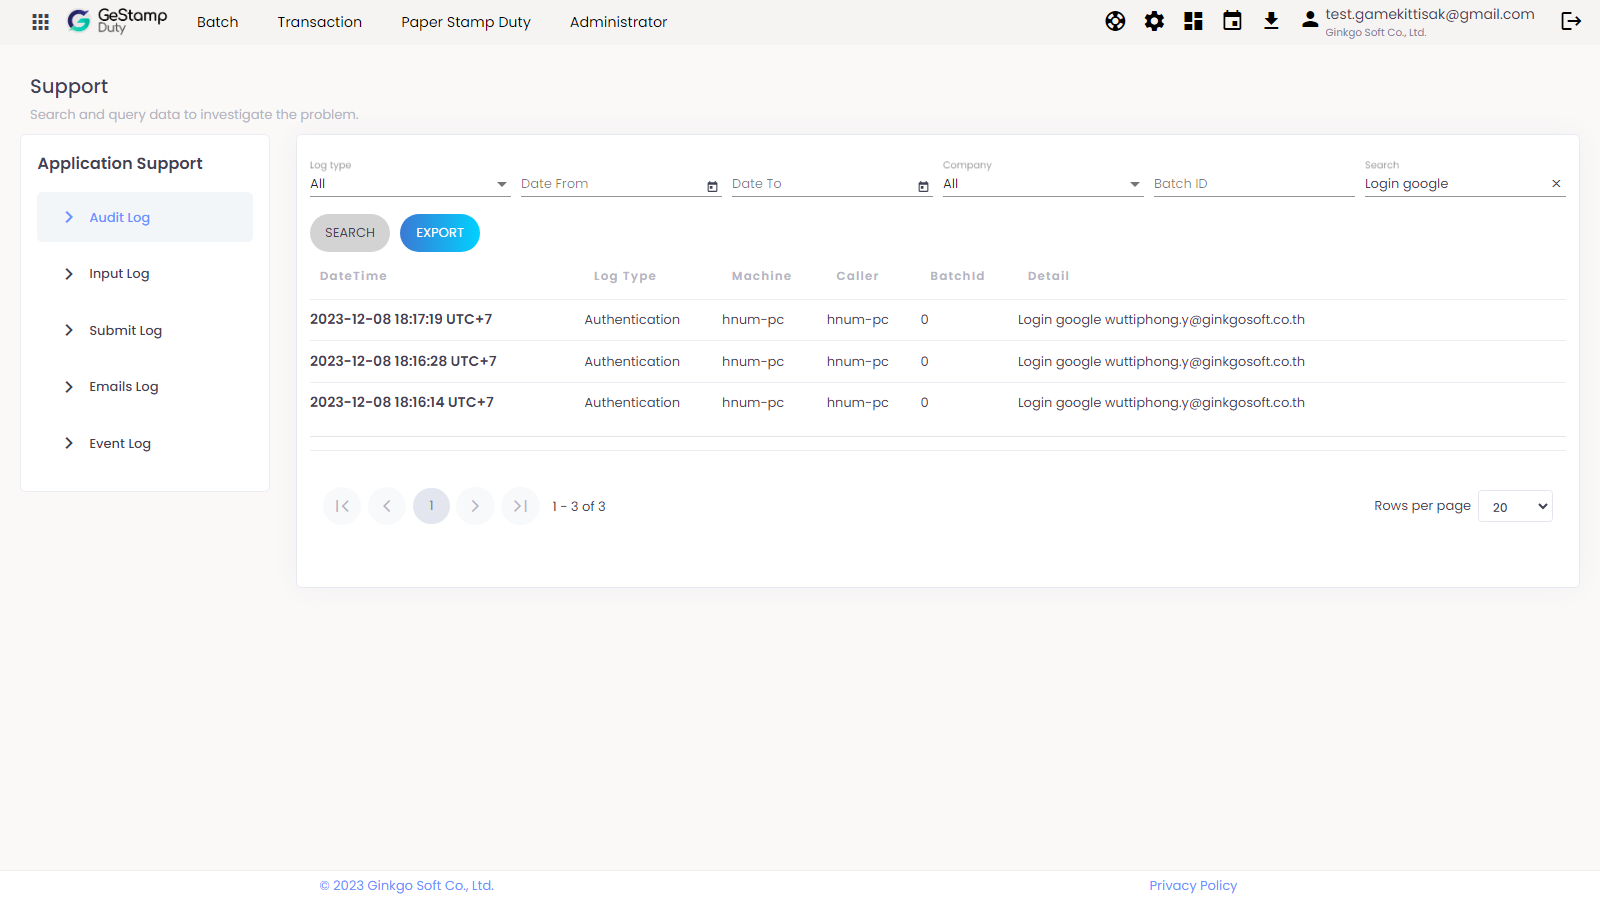 GeStamp
Duty
Batch
Transaction
Paper Stamp Duty
Administrator
test.gamekittisak@gmail.com
Ginkgo Soft Co., Ltd.
Support
Search and query data to investigate the problem.
Application Support
Audit Log
Input Log
Submit Log
Emails Log
Event Log
Log type
All
Date From
Date To
Company
All
Batch ID
Search
Login google
SEARCH
EXPORT
DateTime Log Type Machine Caller BatchId Detail
2023-12-08 18:17:19 UTC+7 Authentication hnum-pc hnum-pc 0 Login google wuttiphong.y@ginkgosoft.co.th
2023-12-08 18:16:28 UTC+7 Authentication hnum-pc hnum-pc 0 Login google wuttiphong.y@ginkgosoft.co.th
2023-12-08 18:16:14 UTC+7 Authentication hnum-pc hnum-pc 0 Login google wuttiphong.y@ginkgosoft.co.th
1
1 - 3 of 3
Rows per page 20
© 2023 Ginkgo Soft Co., Ltd.
Privacy Policy